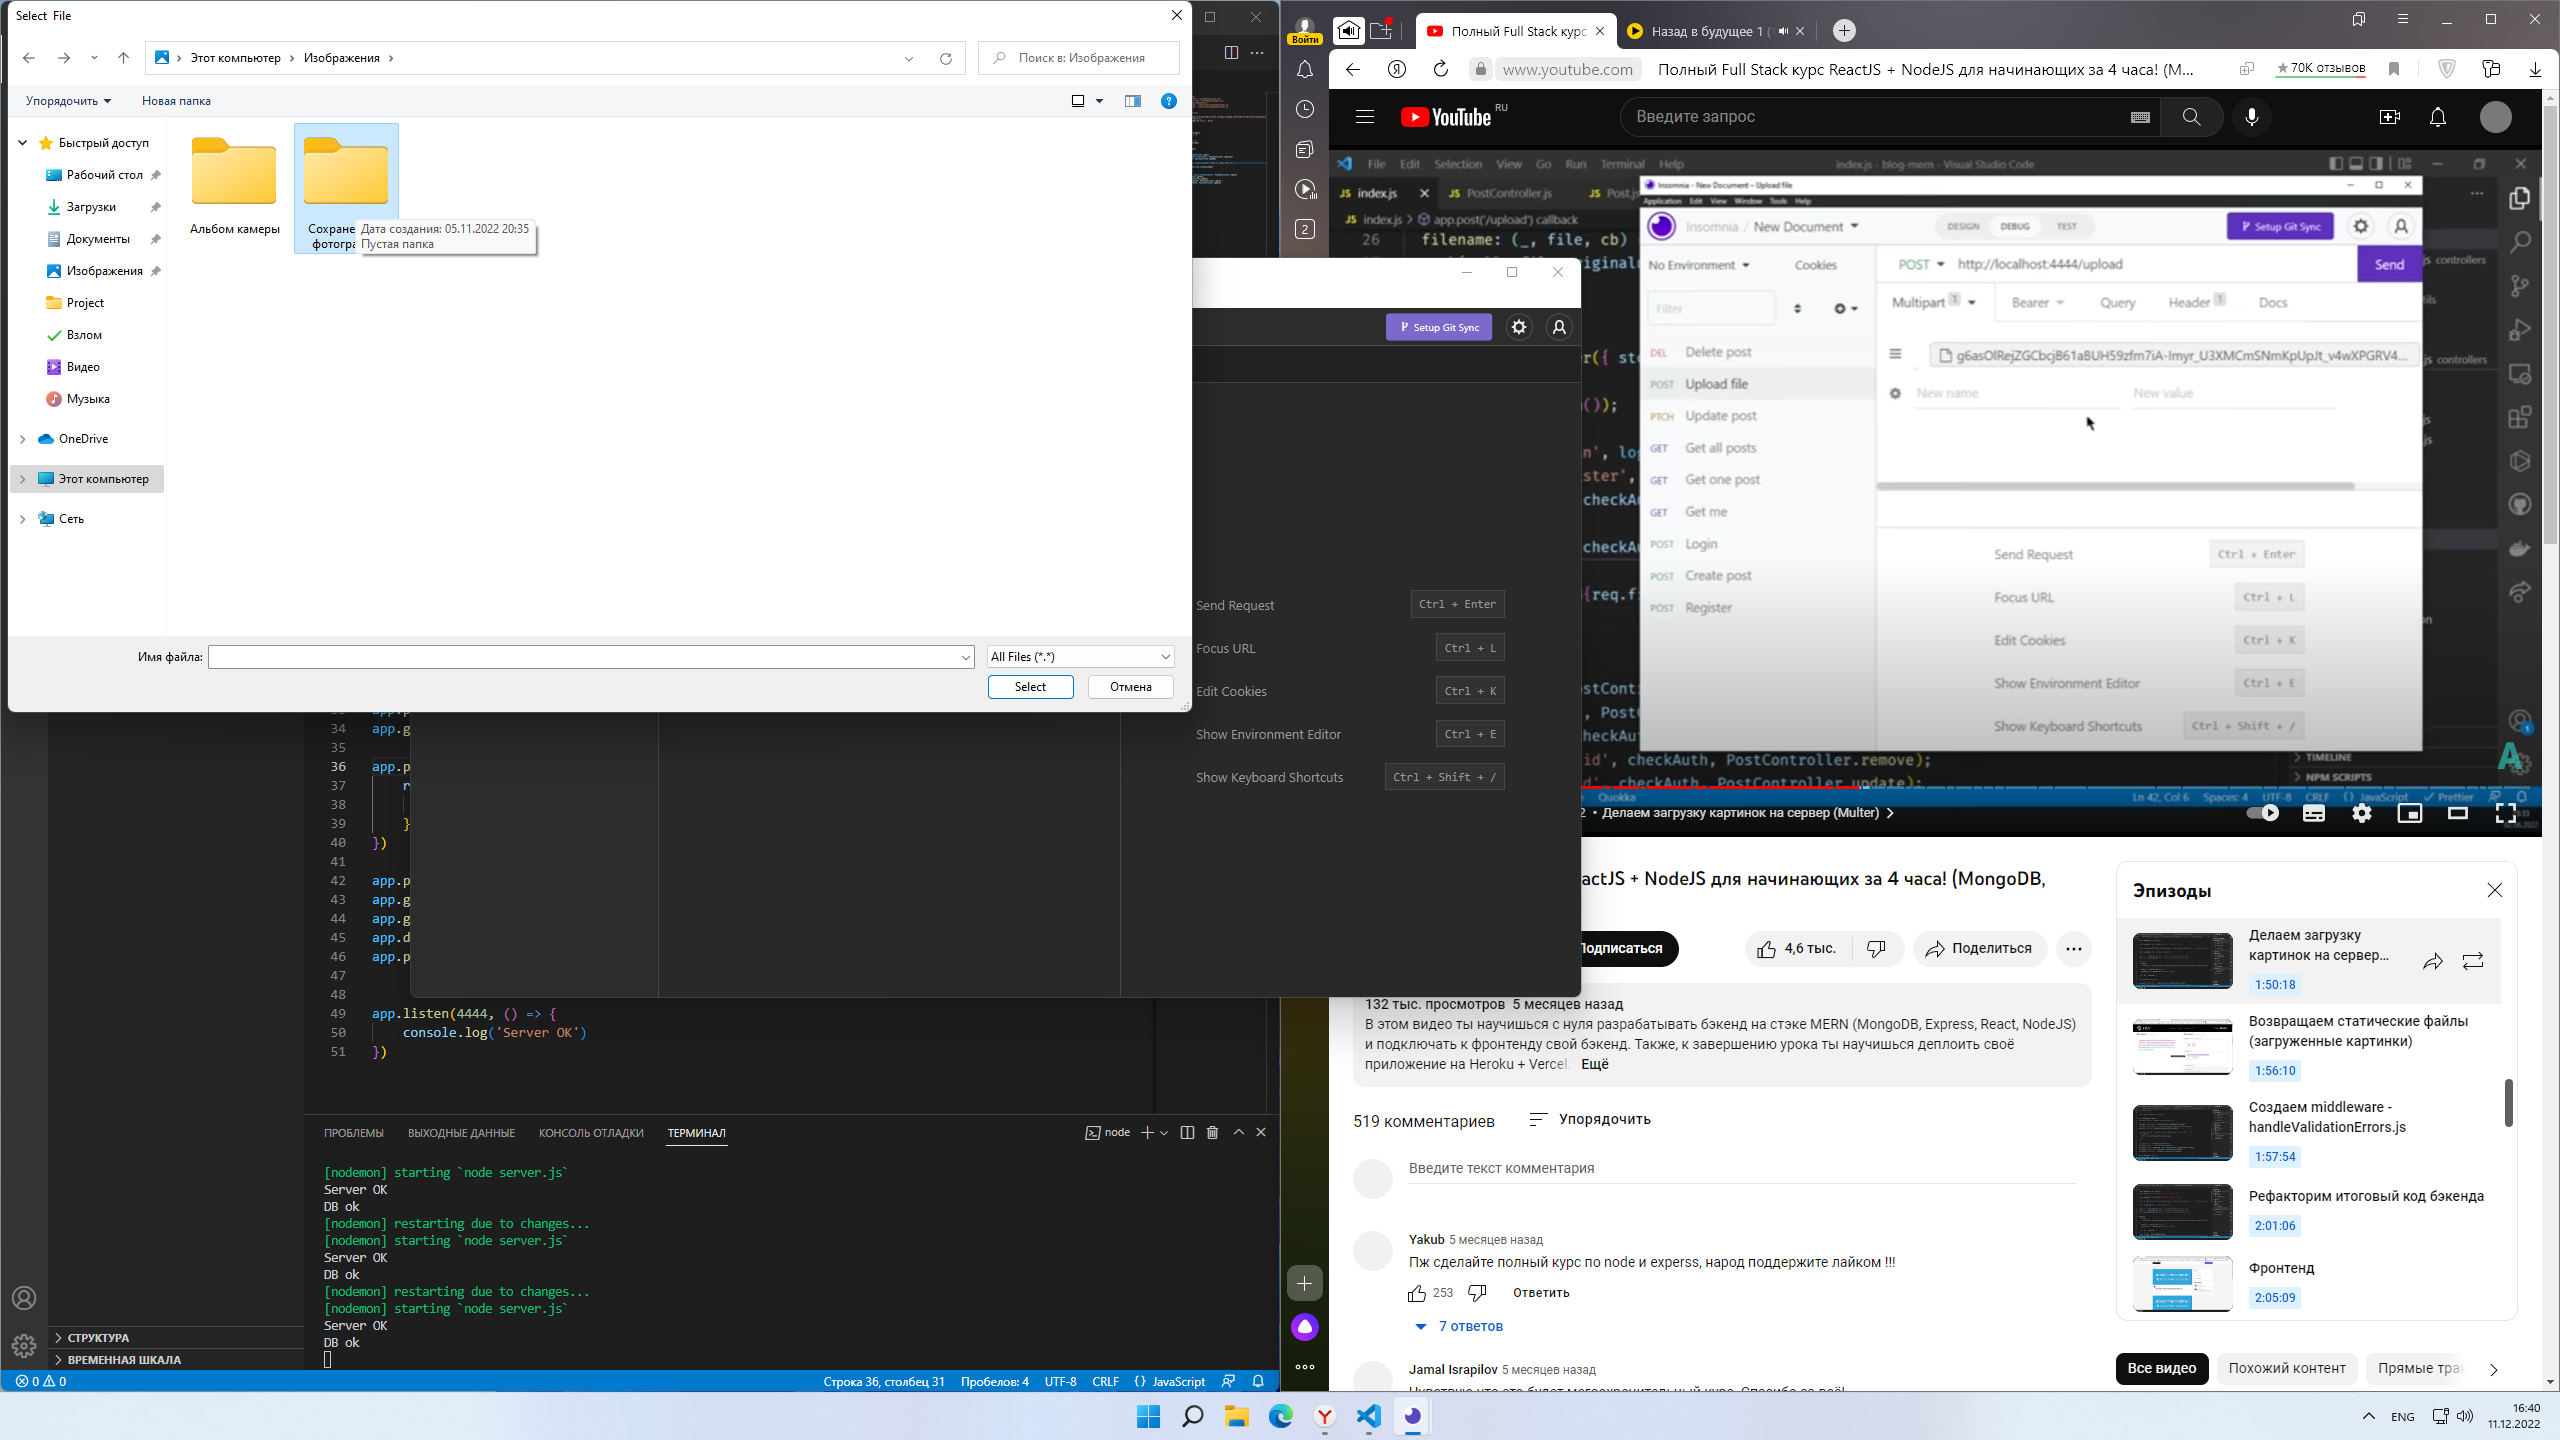 Select File
Этот компьютер
Изображения
Поиск в: Изображения
Упорядочить
Новая папка
Быстрый доступ
Рабочий стол
Загрузки
Документы
Изображения
Project
Взлом
Видео
Музыка
OneDrive
Этот компьютер
Сеть
Альбом камеры
Сохране
фотогра
Дата создания: 05.11.2022 20:35
Пустая папка
Имя файла:
All Files (*.*)
Select
Отмена
Setup Git Sync
Send Request Ctrl + Enter
Focus URL Ctrl + L
Edit Cookies Ctrl + K
Show Environment Editor Ctrl + E
Show Keyboard Shortcuts Ctrl + Shift + /
34 app.g
35
36 app.p
37 r
38
39 }
40 })
41
42 app.p
43 app.g
44 app.g
45 app.d
46 app.p
47
48
49 app.listen(4444, () => {
50 console.log('Server OK')
51 })
ПРОБЛЕМЫ ВЫХОДНЫЕ ДАННЫЕ КОНСОЛЬ ОТЛАДКИ ТЕРМИНАЛ
node
[nodemon] starting `node server.js`
Server OK
DB ok
[nodemon] restarting due to changes...
[nodemon] starting `node server.js`
Server OK
DB ok
[nodemon] restarting due to changes...
[nodemon] starting `node server.js`
Server OK
DB ok
СТРУКТУРА
ВРЕМЕННАЯ ШКАЛА
0 0
Строка 36, столбец 31 Пробелов: 4 UTF-8 CRLF {} JavaScript
Войти
2
Полный Full Stack курс
Назад в будущее 1 (
www.youtube.com
Полный Full Stack курс ReactJS + NodeJS для начинающих за 4 часа! (M...
★70K отзывов
YouTube RU
Введите запрос
File Edit Selection View Go Run Terminal Help
index.js - blog-mern - Visual Studio Code
JS index.js
JS PostController.js
JS Post.js
JS index.js > app.post('/upload') callback
26 filename: (_, file, cb)
Insomnia - New Document - Upload file
Application Edit View Window Tools Help
Insomnia / New Document
DESIGN DEBUG TEST
Setup Git Sync
No Environment Cookies
POST http://localhost:4444/upload
Send
Filter
Multipart 1 Bearer Query Header 1 Docs
DEL Delete post
POST Upload file
PTCH Update post
GET Get all posts
GET Get one post
GET Get me
POST Login
POST Create post
POST Register
g6asOlRejZGCbcjB61aBUH59zfm7iA-Imyr_U3XMCmSNmKpUpJt_v4wXPGRV4...
New name New value
Send Request Ctrl + Enter
Focus URL Ctrl + L
Edit Cookies Ctrl + K
Show Environment Editor Ctrl + E
Show Keyboard Shortcuts Ctrl + Shift + /
id', checkAuth, PostController.remove);
d', checkAuth, PostController.update);
TIMELINE
NPM SCRIPTS
Quokka
Ln 42, Col 6 Spaces: 4 UTF-8 CRLF {} JavaScript Prettier
2 • Делаем загрузку картинок на сервер (Multer)
actJS + NodeJS для начинающих за 4 часа! (MongoDB,
одписаться
4,6 тыс.
Поделиться
132 тыс. просмотров 5 месяцев назад
В этом видео ты научишься с нуля разрабатывать бэкенд на стэке MERN (MongoDB, Express, React, NodeJS)
и подключать к фронтенду свой бэкенд. Также, к завершению урока ты научишься деплоить своё
приложение на Heroku + Vercel. Ещё
519 комментариев
Упорядочить
Введите текст комментария
Yakub 5 месяцев назад
Пж сделайте полный курс по node и experss, народ поддержите лайком !!!
253
Ответить
7 ответов
Jamal Israpilov 5 месяцев назад
Эпизоды
Делаем загрузку
картинок на сервер...
1:50:18
Возвращаем статические файлы
(загруженные картинки)
1:56:10
Создаем middleware -
handleValidationErrors.js
1:57:54
Рефакторим итоговый код бэкенда
2:01:06
Фронтенд
2:05:09
Все видео
Похожий контент
Прямые тра
ENG
16:40
11.12.2022